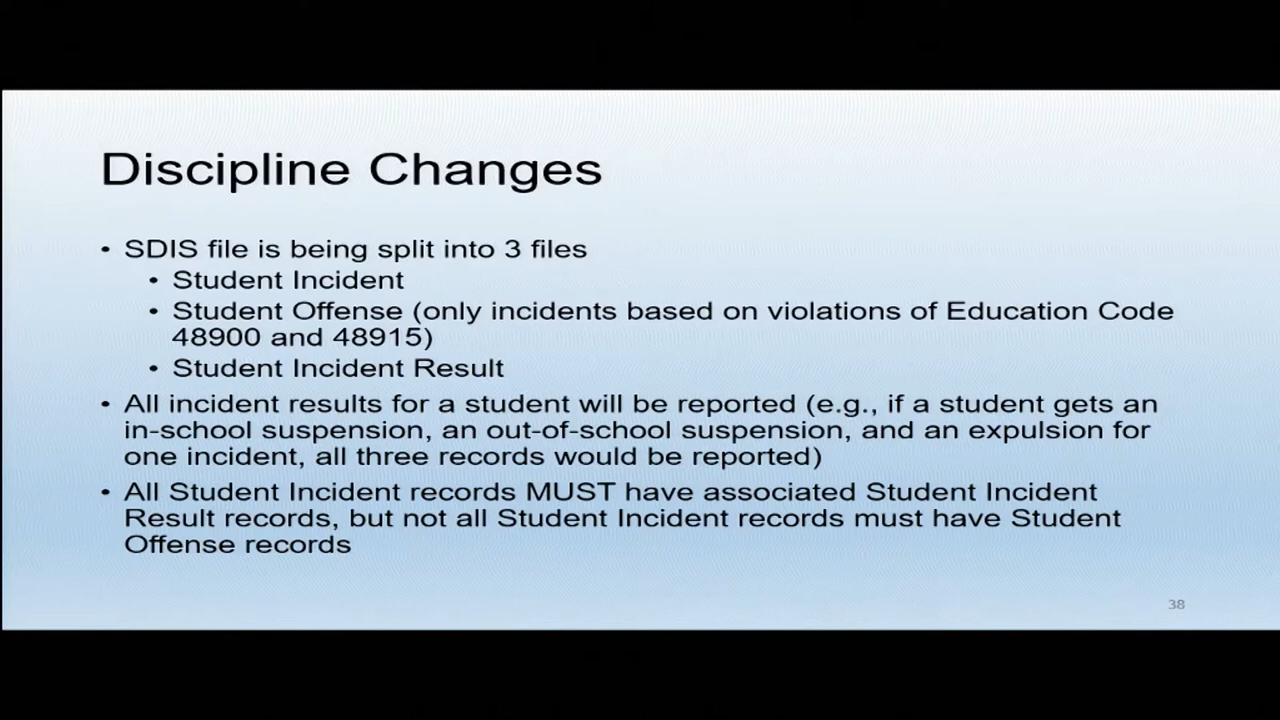 Discipline Changes
• SDIS file is being split into 3 files
• Student Incident
• Student Offense (only incidents based on violations of Education Code
48900 and 48915)
• Student Incident Result
• All incident results for a student will be reported (e.g., if a student gets an
in-school suspension, an out-of-school suspension, and an expulsion for
one incident, all three records would be reported)
• All Student Incident records MUST have associated Student Incident
Result records, but not all Student Incident records must have Student
Offense records
38